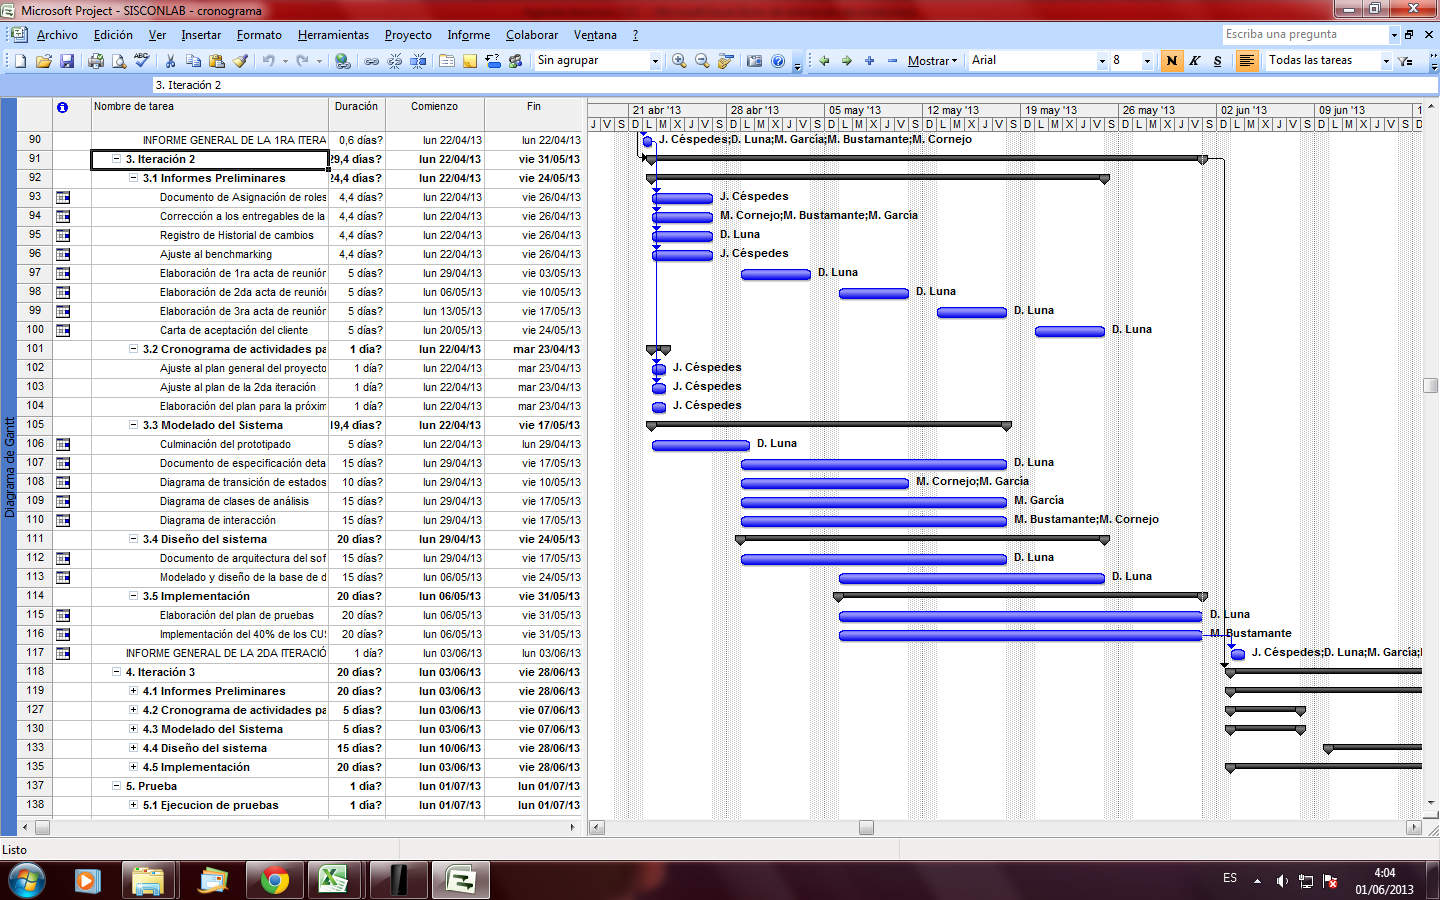 Microsoft Project - SISCONLAB - cronograma
Archivo Edición Ver Insertar Formato Herramientas Proyecto Informe Colaborar Ventana ? Escriba una pregunta
Sin agrupar Mostrar Arial 8 N K S Todas las tareas
3. Iteración 2
Nombre de tarea Duración Comienzo Fin
21 abr '13 28 abr '13 05 may '13 12 may '13 19 may '13 26 may '13 02 jun '13 09 jun '13 1
J V S D L M X J V S D L M X J V S D L M X J V S D L M X J V S D L M X J V S D L M X J V S D L M X J V S D L M X J V S D
90 INFORME GENERAL DE LA 1RA ITERA 0,6 días? lun 22/04/13 lun 22/04/13 J. Céspedes;D. Luna;M. García;M. Bustamante;M. Cornejo
91 3. Iteración 2 29,4 días? lun 22/04/13 vie 31/05/13
92 3.1 Informes Preliminares 24,4 días? lun 22/04/13 vie 24/05/13
93 Documento de Asignación de roles 4,4 días? lun 22/04/13 vie 26/04/13 J. Céspedes
94 Corrección a los entregables de la 4,4 días? lun 22/04/13 vie 26/04/13 M. Cornejo;M. Bustamante;M. García
95 Registro de Historial de cambios 4,4 días? lun 22/04/13 vie 26/04/13 D. Luna
96 Ajuste al benchmarking 4,4 días? lun 22/04/13 vie 26/04/13 J. Céspedes
97 Elaboración de 1ra acta de reunión 5 días? lun 29/04/13 vie 03/05/13 D. Luna
98 Elaboración de 2da acta de reunión 5 días? lun 06/05/13 vie 10/05/13 D. Luna
99 Elaboración de 3ra acta de reunión 5 días? lun 13/05/13 vie 17/05/13 D. Luna
100 Carta de aceptación del cliente 5 días? lun 20/05/13 vie 24/05/13 D. Luna
101 3.2 Cronograma de actividades pa 1 día? lun 22/04/13 mar 23/04/13
102 Ajuste al plan general del proyecto 1 día? lun 22/04/13 mar 23/04/13 J. Céspedes
103 Ajuste al plan de la 2da iteración 1 día? lun 22/04/13 mar 23/04/13 J. Céspedes
104 Elaboración del plan para la próxim 1 día? lun 22/04/13 mar 23/04/13 J. Céspedes
105 3.3 Modelado del Sistema 19,4 días? lun 22/04/13 vie 17/05/13
106 Culminación del prototipado 5 días? lun 22/04/13 lun 29/04/13 D. Luna
107 Documento de especificación deta 15 días? lun 29/04/13 vie 17/05/13 D. Luna
108 Diagrama de transición de estados 10 días? lun 29/04/13 vie 10/05/13 M. Cornejo;M. García
109 Diagrama de clases de análisis 15 días? lun 29/04/13 vie 17/05/13 M. García
110 Diagrama de interacción 15 días? lun 29/04/13 vie 17/05/13 M. Bustamante;M. Cornejo
111 3.4 Diseño del sistema 20 días? lun 29/04/13 vie 24/05/13
112 Documento de arquitectura del sof 15 días? lun 29/04/13 vie 17/05/13 D. Luna
113 Modelado y diseño de la base de d 15 días? lun 06/05/13 vie 24/05/13 D. Luna
114 3.5 Implementación 20 días? lun 06/05/13 vie 31/05/13
115 Elaboración del plan de pruebas 20 días? lun 06/05/13 vie 31/05/13 D. Luna
116 Implementación del 40% de los CUS 20 días? lun 06/05/13 vie 31/05/13 M. Bustamante
117 INFORME GENERAL DE LA 2DA ITERACIÓ 1 día? lun 03/06/13 lun 03/06/13 J. Céspedes;D. Luna;M. García;
118 4. Iteración 3 20 días? lun 03/06/13 vie 28/06/13
119 4.1 Informes Preliminares 20 días? lun 03/06/13 vie 28/06/13
127 4.2 Cronograma de actividades pa 5 días? lun 03/06/13 vie 07/06/13
130 4.3 Modelado del Sistema 5 días? lun 03/06/13 vie 07/06/13
133 4.4 Diseño del sistema 15 días? lun 10/06/13 vie 28/06/13
135 4.5 Implementación 20 días? lun 03/06/13 vie 28/06/13
137 5. Prueba 1 día? lun 01/07/13 lun 01/07/13
138 5.1 Ejecucion de pruebas 1 día? lun 01/07/13 lun 01/07/13
Diagrama de Gantt
Listo
ES 4:04
01/06/2013